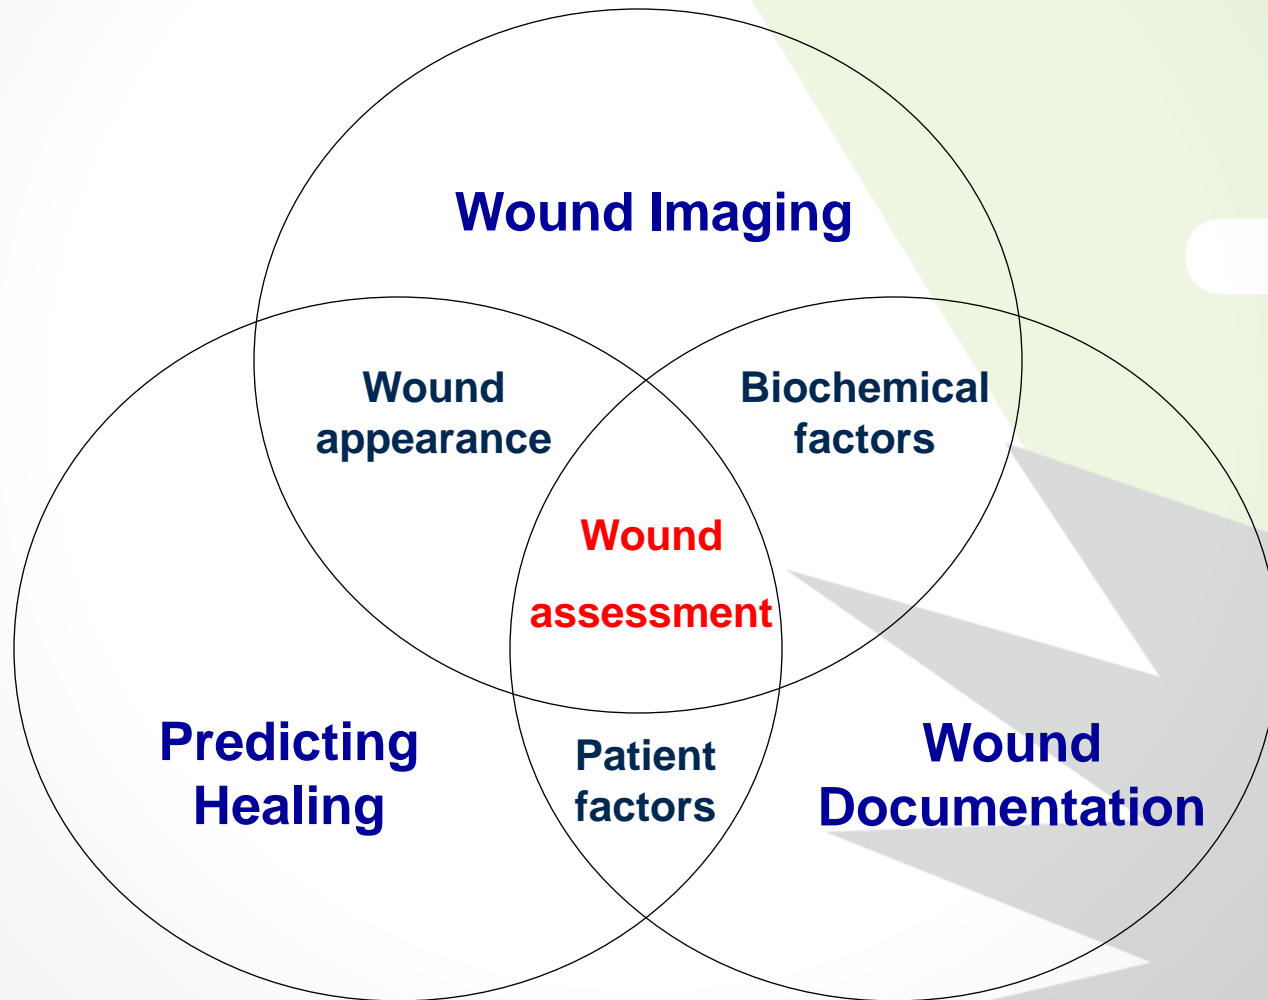 Wound Imaging
Wound
appearance
Biochemical
factors
Wound
assessment
Predicting
Healing
Patient
factors
Wound
Documentation